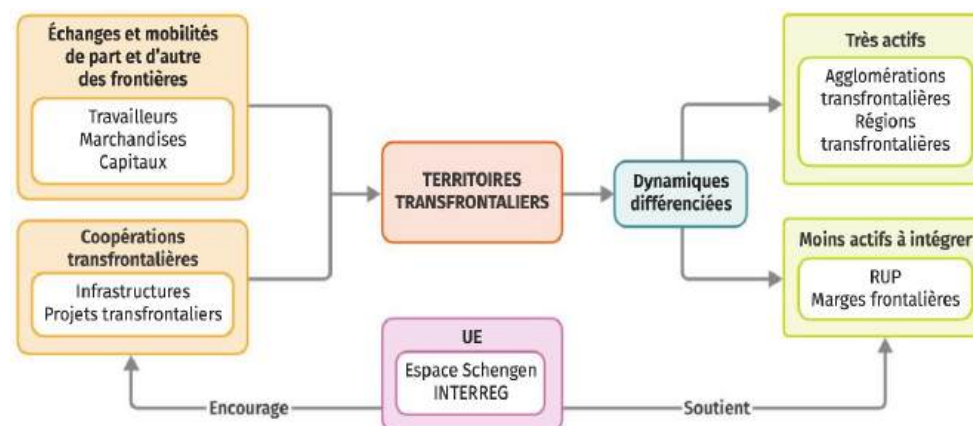 Échanges et mobilités
de part et d'autre
des frontières
Travailleurs
Marchandises
Capitaux
Coopérations
transfrontalières
Infrastructures
Projets transfrontaliers
TERRITOIRES
TRANSFRONTALIERS
Dynamiques
différenciées
Très actifs
Agglomérations
transfrontalières
Régions
transfrontalières
Moins actifs à intégrer
RUP
Marges frontalières
UE
Espace Schengen
INTERREG
Encourage
Soutient